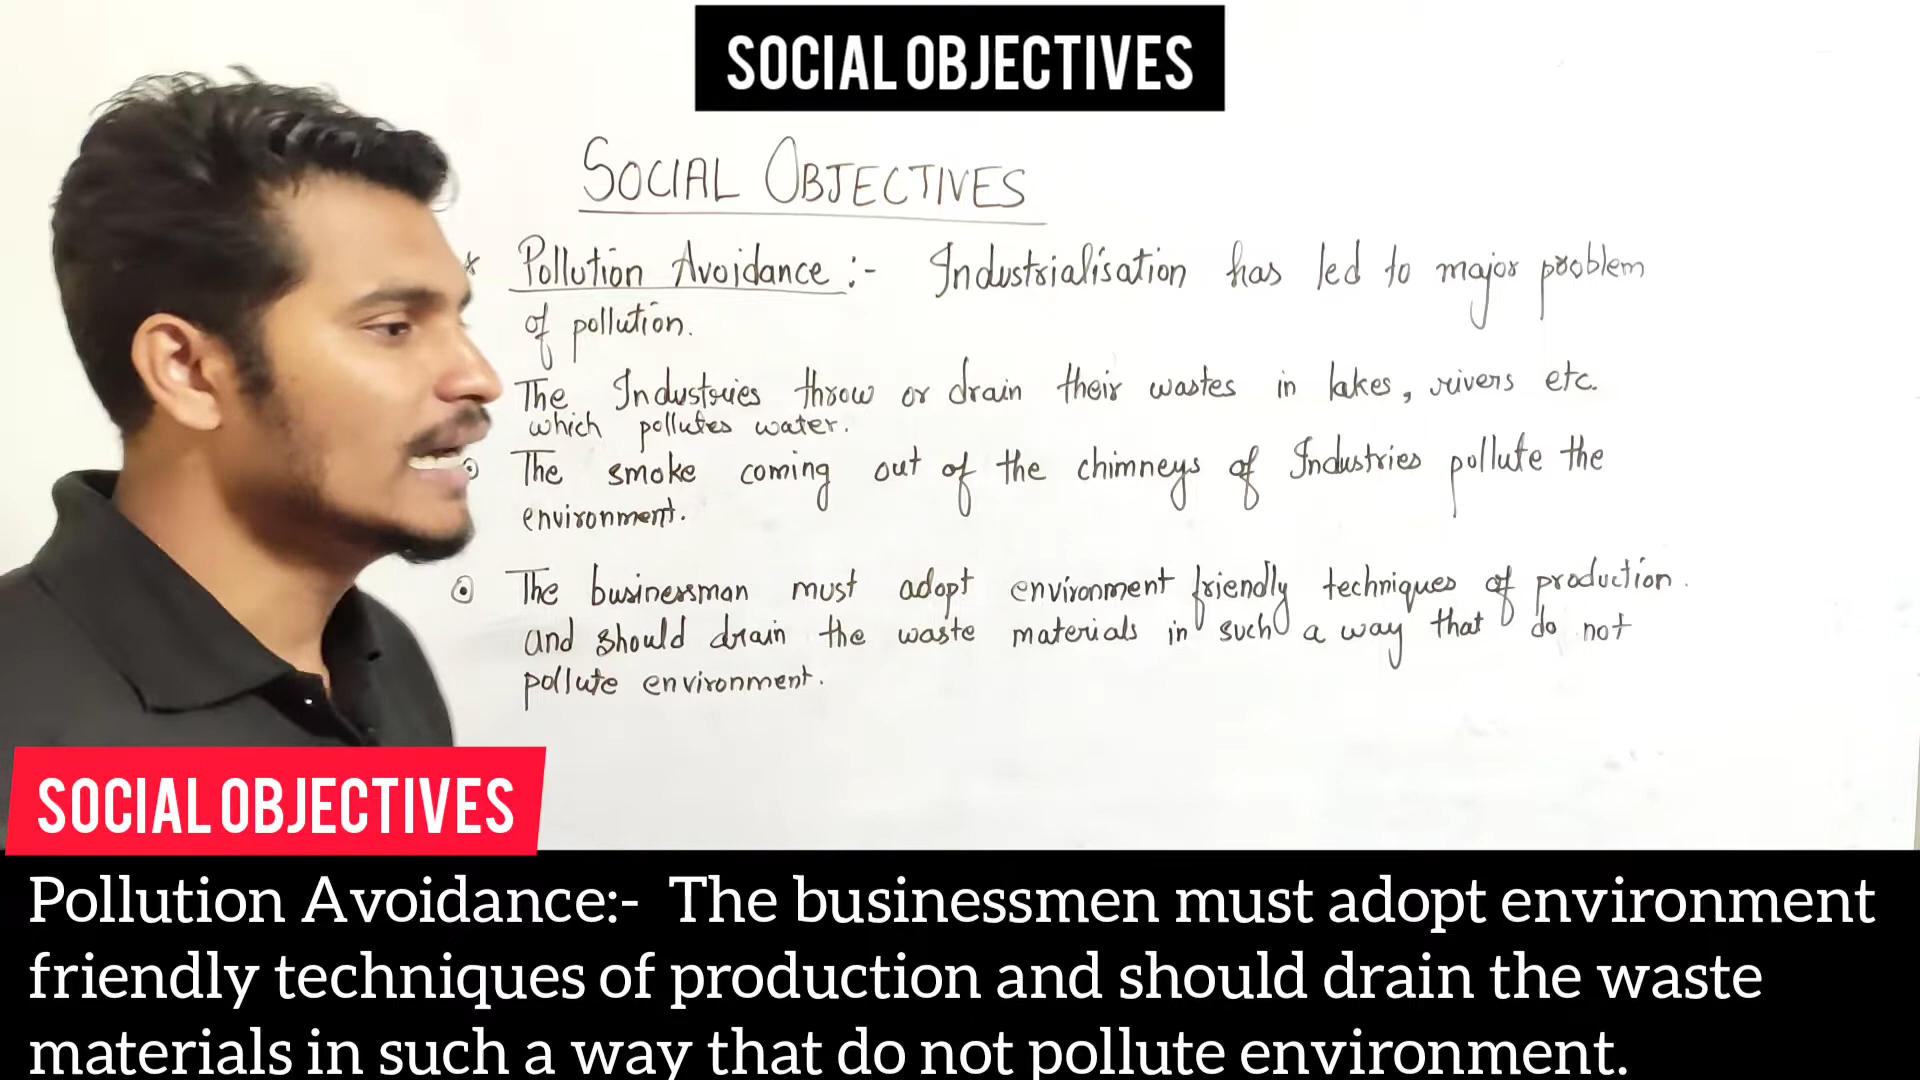 SOCIAL OBJECTIVES
SOCIAL OBJECTIVES
* Pollution Avoidance :- Industrialisation has led to major problem
of pollution.
The Industries throw or drain their wastes in lakes, rivers etc.
which pollutes water.
The smoke coming out of the chimneys of Industries pollute the
environment.
The businessman must adopt environment friendly techniques of production.
and should drain the waste materials in such a way that do not
pollute environment.
SOCIAL OBJECTIVES
Pollution Avoidance:- The businessmen must adopt environment
friendly techniques of production and should drain the waste
materials in such a way that do not pollute environment.